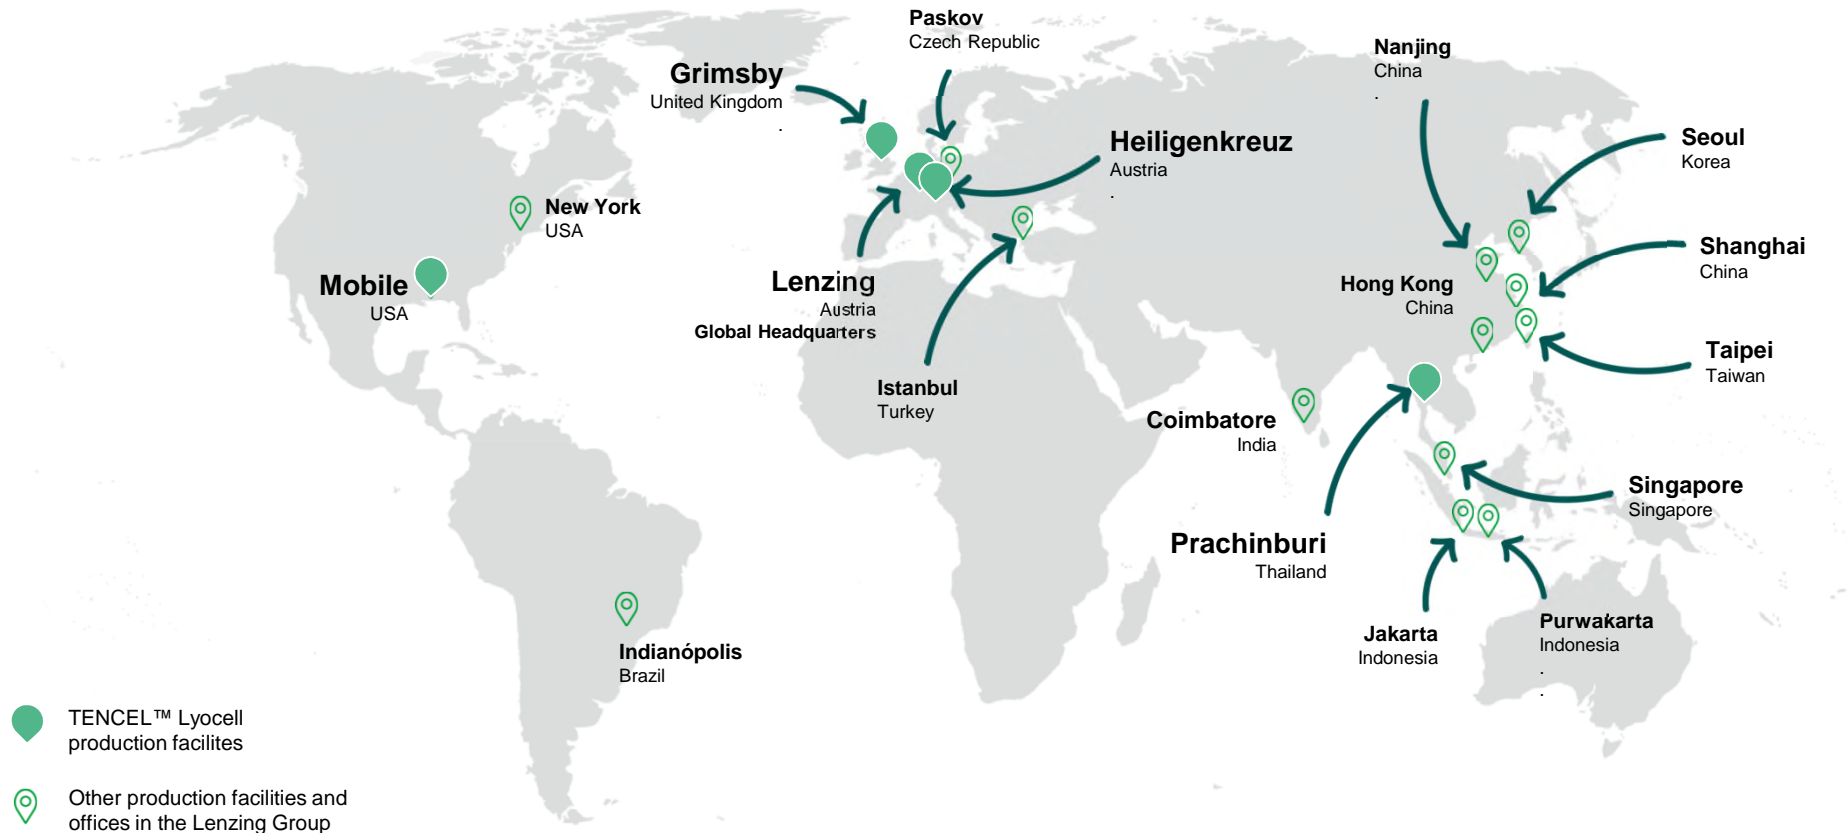 Paskov
Czech Republic
Grimsby
United Kingdom
.
Nanjing
China
.
Heiligenkreuz
Austria
.
Seoul
Korea
New York
USA
Shanghai
China
Mobile
USA
Lenzing
Austria
Global Headquarters
Hong Kong
China
Taipei
Taiwan
Istanbul
Turkey
Coimbatore
India
Singapore
Singapore
Prachinburi
Thailand
Jakarta
Indonesia
Purwakarta
Indonesia
.
.
Indianópolis
Brazil
TENCEL™ Lyocell
production facilites
Other production facilities and
offices in the Lenzing Group